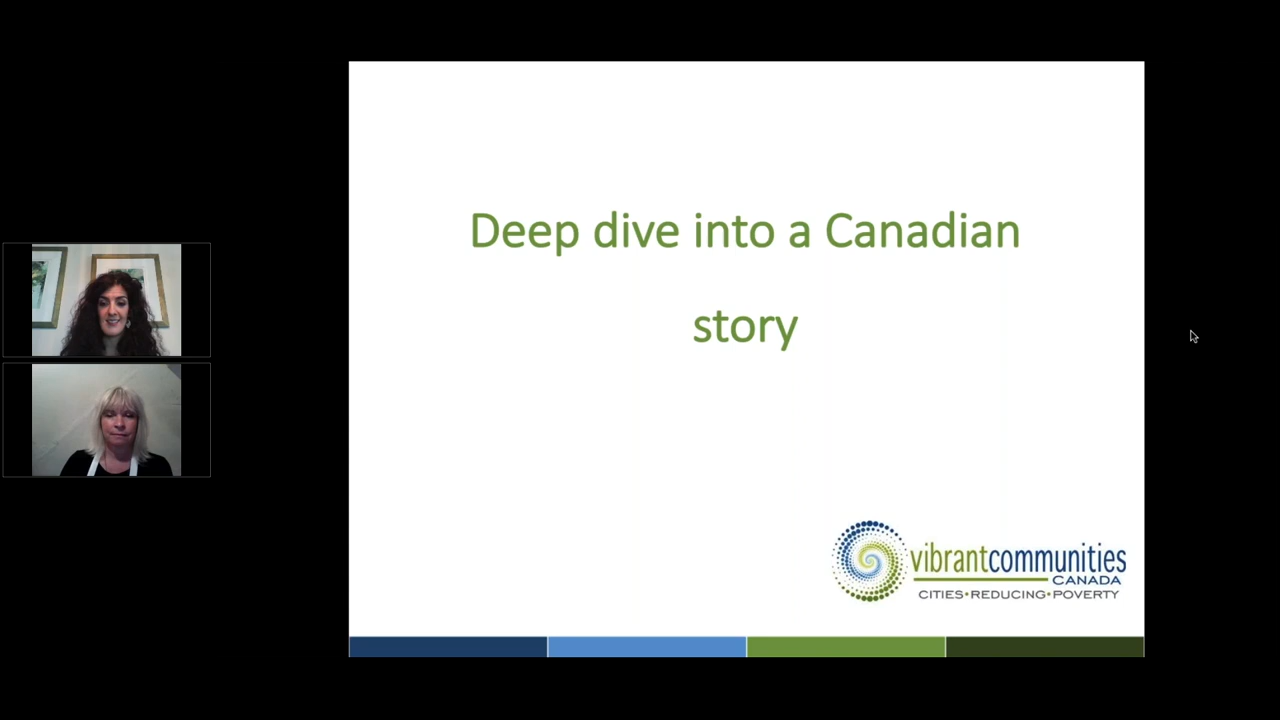 Deep dive into a Canadian
story
vibrantcommunities
CANADA
CITIES•REDUCING•POVERTY